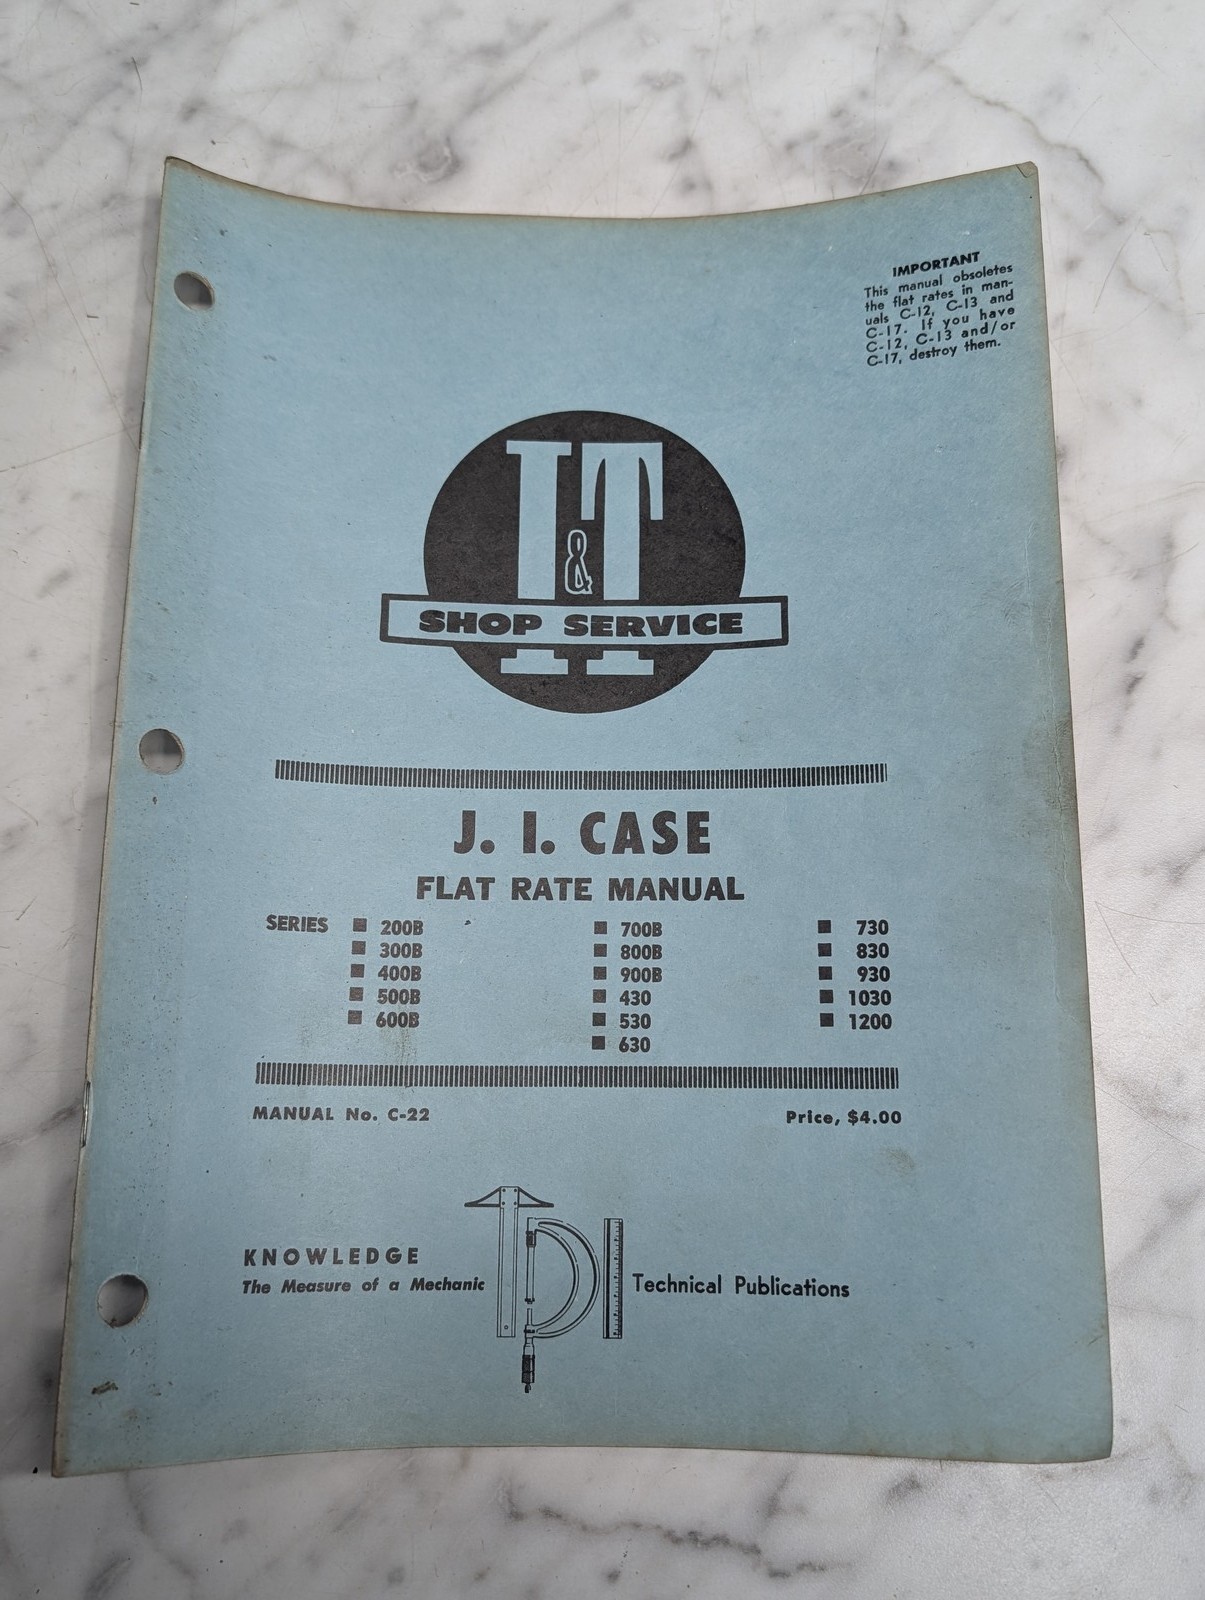 IMPORTANT
This manual obsoletes
the flat rates in man-
uals C-12, C-13 and
C-17. If you have
C-12, C-13 and/or
C-17, destroy them.
I&T
SHOP SERVICE
J. I. CASE
FLAT RATE MANUAL
SERIES ■ 200B ■ 700B ■ 730
■ 300B ■ 800B ■ 830
■ 400B ■ 900B ■ 930
■ 500B ■ 430 ■ 1030
■ 600B ■ 530 ■ 1200
■ 630
MANUAL No. C-22 Price, $4.00
KNOWLEDGE
The Measure of a Mechanic TDI Technical Publications